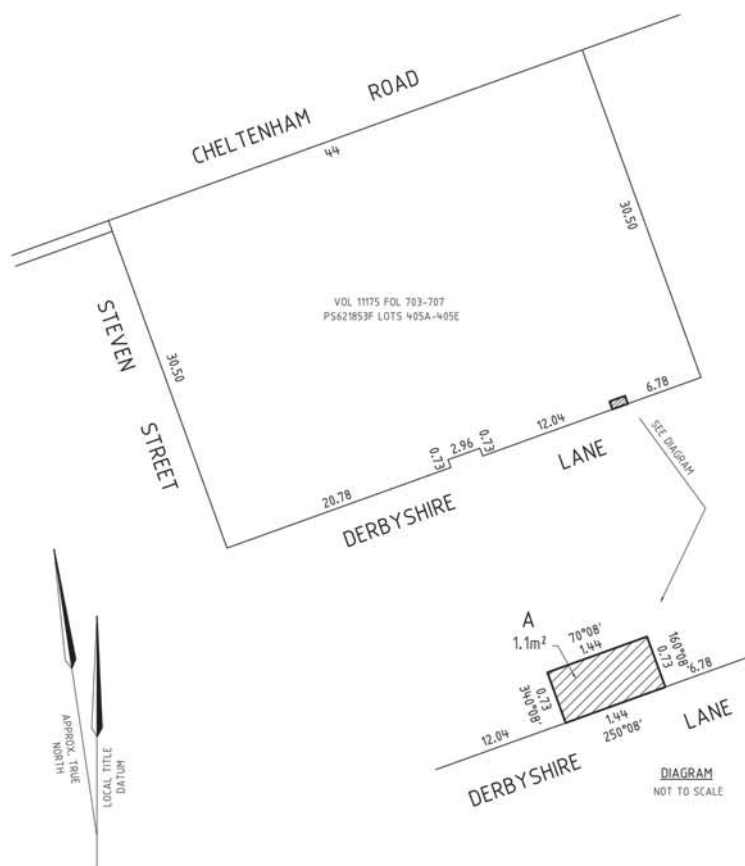 CHELTENHAM ROAD
44
30.50
VOL 11175 FOL 703-707
PS621853F LOTS 405A-405E
STEVEN
STREET
30.50
6.78
12.04
0.73
2.96
0.73
20.78
DERBYSHIRE LANE
SEE DIAGRAM
A
1.1m²
70°08'
1.44
160°08'
0.73
6.78
0.73
340°08'
1.44
250°08'
12.04
DERBYSHIRE LANE
APPROX. TRUE
NORTH
LOCAL TITLE
DATUM
DIAGRAM
NOT TO SCALE